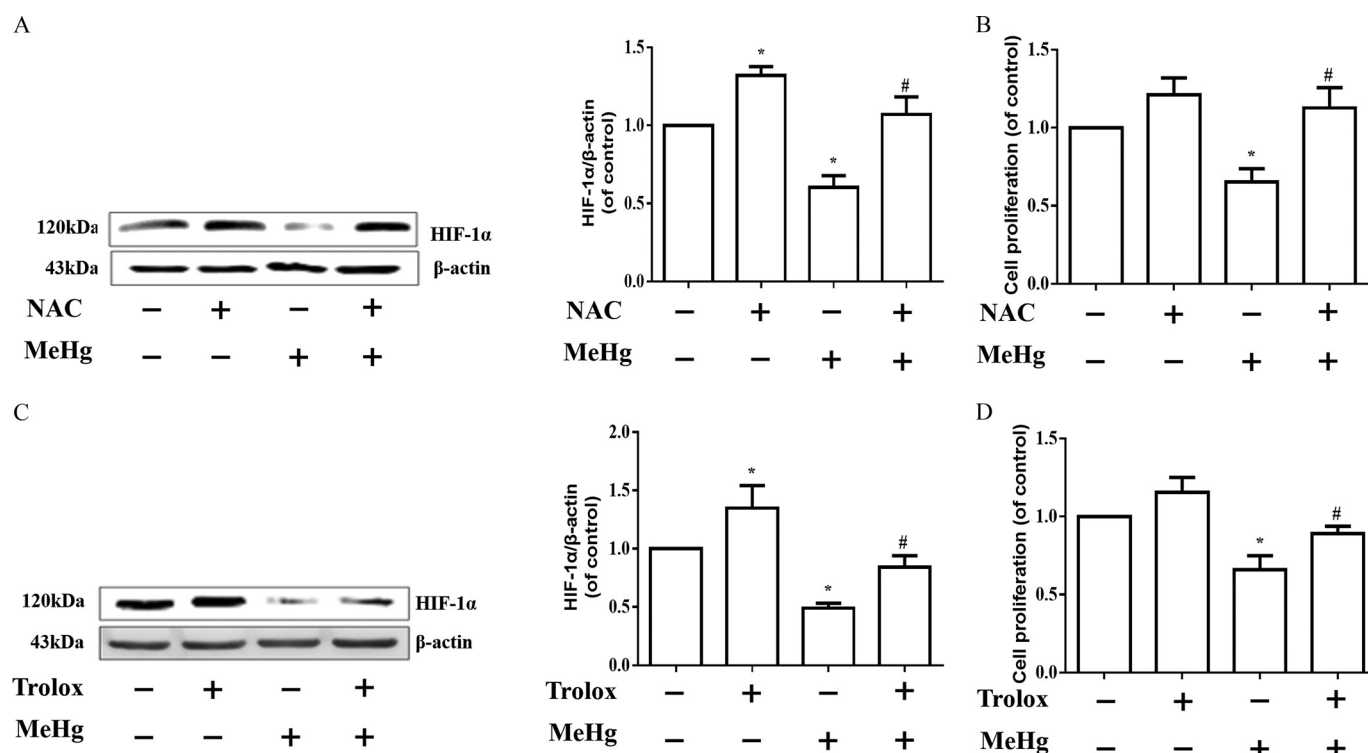 A
120kDa
HIF-1α
43kDa
β-actin
NAC − + − +
MeHg − − + +
HIF-1α/β-actin
(of control)
1.5
1.0
0.5
0.0
*
*
#
NAC − + − +
MeHg − − + +
B
Cell proliferation (of control)
1.5
1.0
0.5
0.0
*
#
NAC − + − +
MeHg − − + +
C
120kDa
HIF-1α
43kDa
β-actin
Trolox − + − +
MeHg − − + +
HIF-1α/β-actin
(of control)
2.0
1.5
1.0
0.5
0.0
*
*
#
Trolox − + − +
MeHg − − + +
D
Cell proliferation (of control)
1.5
1.0
0.5
0.0
*
#
Trolox − + − +
MeHg − − + +